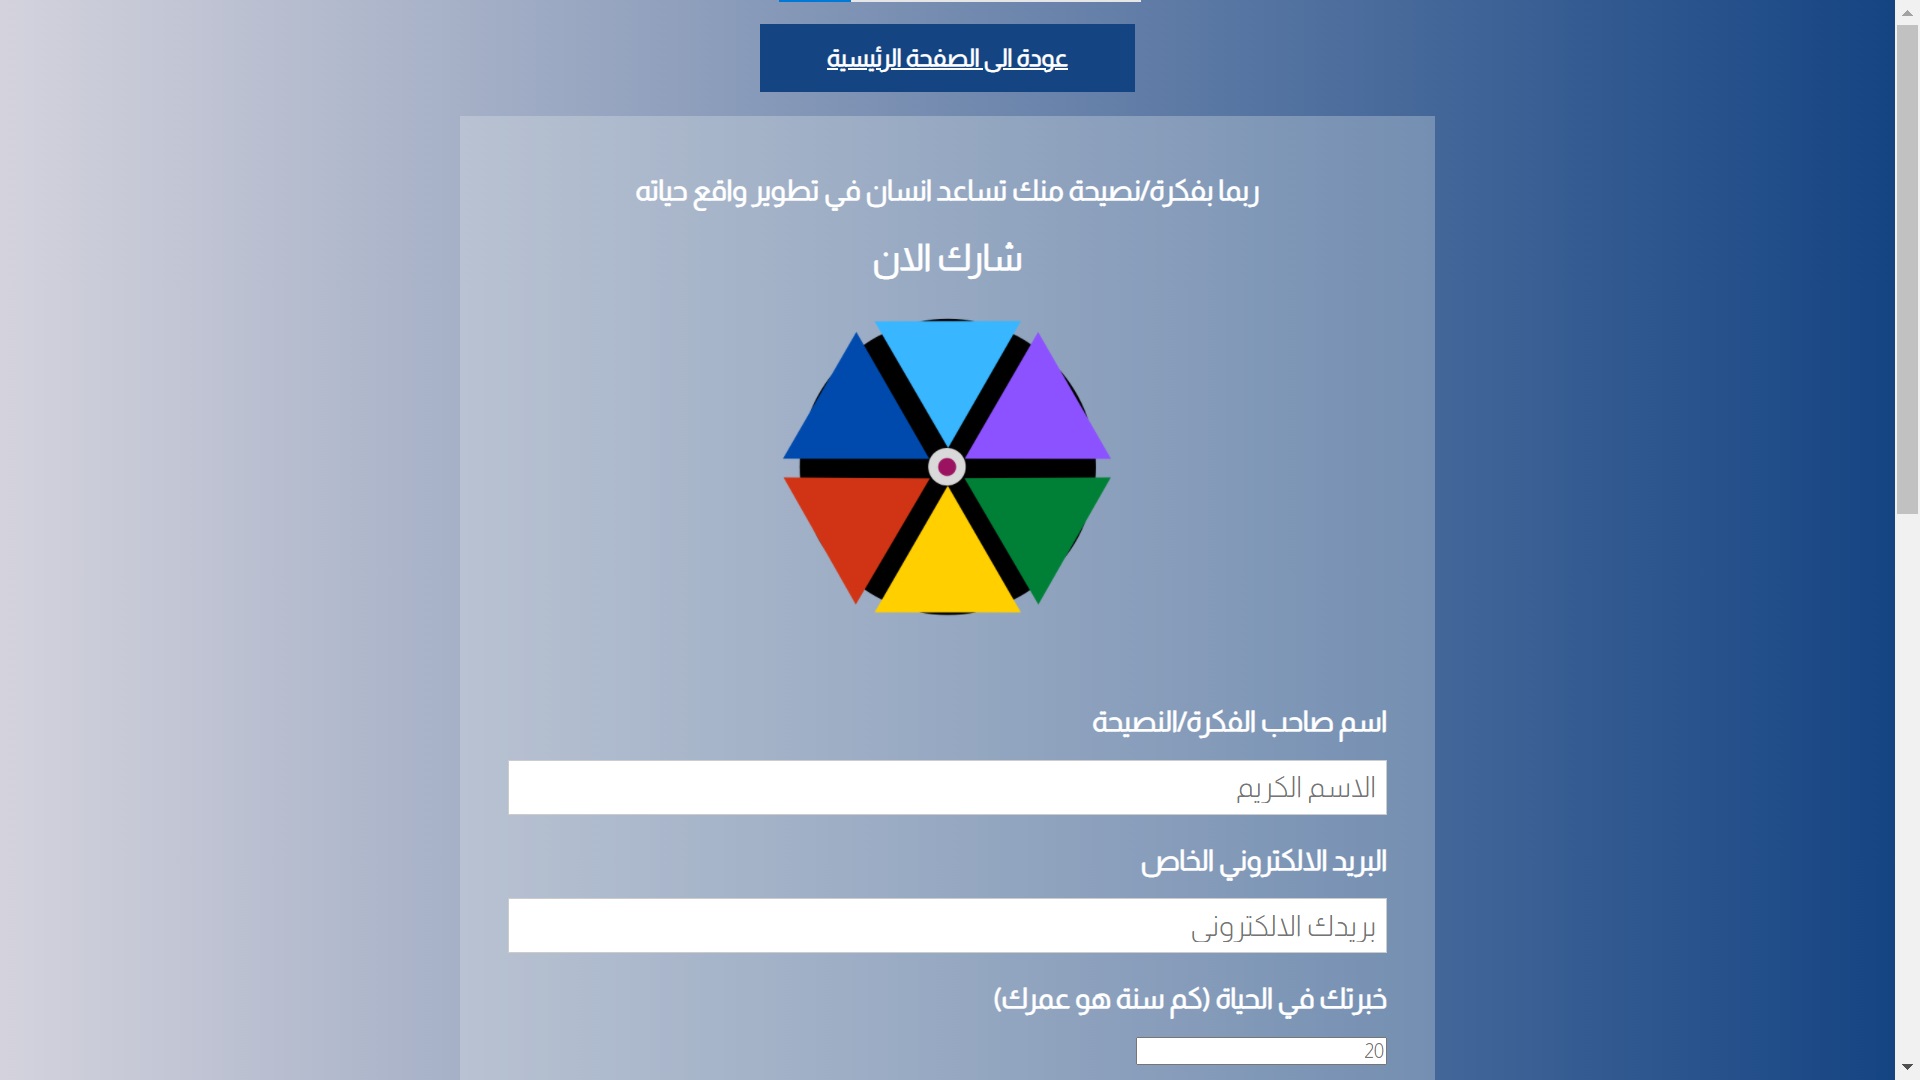 عودة الى الصفحة الرئيسية
ربما بفكرة/نصيحة منك تساعد انسان في تطوير واقع حياته
شارك الان
اسم صاحب الفكرة/النصيحة
الاسم الكريم
البريد الالكتروني الخاص
بريدك الالكتروني
خبرتك في الحياة (كم سنة هو عمرك)
20